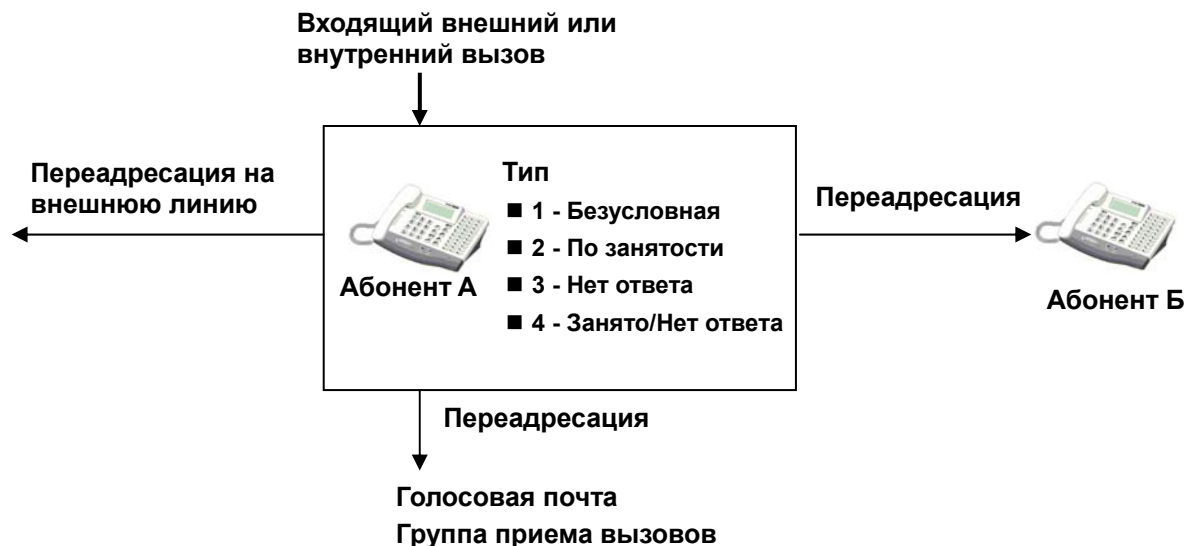 Входящий внешний или
внутренний вызов
Переадресация на
внешнюю линию
Тип
■ 1 - Безусловная
■ 2 - По занятости
■ 3 - Нет ответа
■ 4 - Занято/Нет ответа
Абонент А
Переадресация
Абонент Б
Переадресация
Голосовая почта
Группа приема вызовов